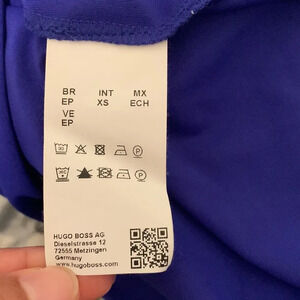 BR INT MX
EP XS ECH
VE
EP
HUGO BOSS AG
Dieselstrasse 12
72555 Metzingen
Germany
www.hugoboss.com